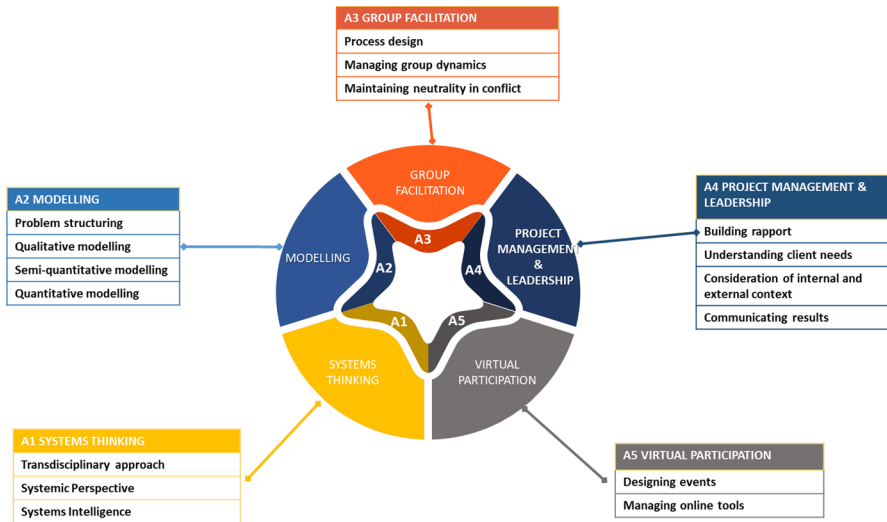 A3 GROUP FACILITATION
Process design
Managing group dynamics
Maintaining neutrality in conflict
A2 MODELLING
Problem structuring
Qualitative modelling
Semi-quantitative modelling
Quantitative modelling
GROUP
FACILITATION
MODELLING
PROJECT
MANAGEMENT
&
LEADERSHIP
A3
A2
A4
A1
A5
SYSTEMS
THINKING
VIRTUAL
PARTICIPATION
A4 PROJECT MANAGEMENT &
LEADERSHIP
Building rapport
Understanding client needs
Consideration of internal and
external context
Communicating results
A1 SYSTEMS THINKING
Transdisciplinary approach
Systemic Perspective
Systems Intelligence
A5 VIRTUAL PARTICIPATION
Designing events
Managing online tools